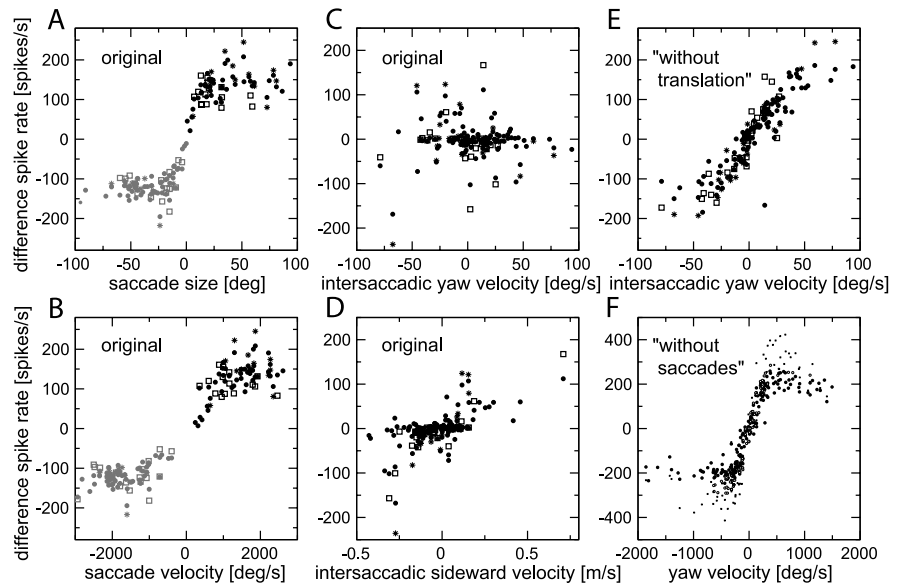 A
C
E
difference spike rate [spikes/s]
200
100
0
-100
-200
original
-100
-50
0
50
100
saccade size [deg]
200
100
0
-100
-200
original
-100
-50
0
50
100
intersaccadic yaw velocity [deg/s]
200
100
0
-100
-200
"without
translation"
-100
-50
0
50
100
intersaccadic yaw velocity [deg/s]
B
D
F
difference spike rate [spikes/s]
200
100
0
-100
-200
original
-2000
0
2000
saccade velocity [deg/s]
200
100
0
-100
-200
original
-0.5
0
0.5
intersaccadic sideward velocity [m/s]
400
200
0
-200
-400
"without
saccades"
-2000
-1000
0
1000
2000
yaw velocity [deg/s]